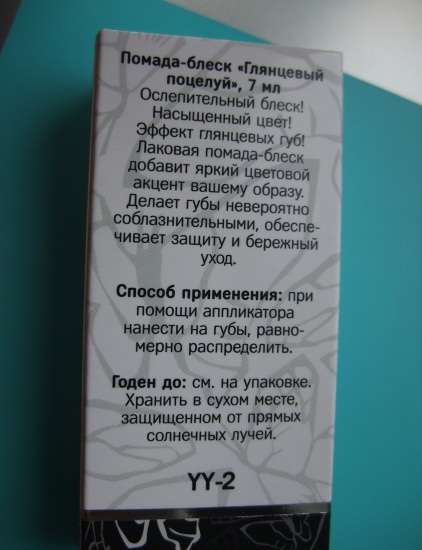 Помада-блеск «Глянцевый
поцелуй», 7 мл
Ослепительный блеск!
Насыщенный цвет!
Эффект глянцевых губ!
Лаковая помада-блеск
добавит яркий цветовой
акцент вашему образу.
Делает губы невероятно
соблазнительными, обеспе-
чивает защиту и бережный
уход.
Способ применения: при
помощи аппликатора
нанести на губы, равно-
мерно распределить.
Годен до: см. на упаковке.
Хранить в сухом месте,
защищенном от прямых
солнечных лучей.
YY-2